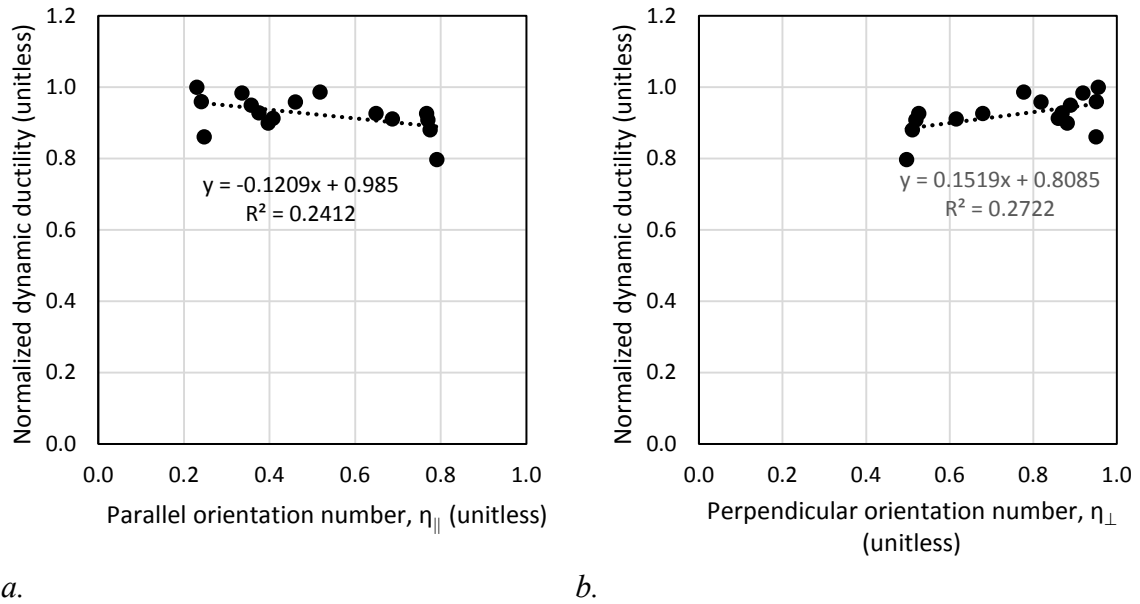 Normalized dynamic ductility (unitless)
1.2
1.0
0.8
0.6
0.4
0.2
0.0
y = -0.1209x + 0.985
R² = 0.2412
0.0 0.2 0.4 0.6 0.8 1.0
Parallel orientation number, η∥ (unitless)
a.
Normalized dynamic ductility (unitless)
1.2
1.0
0.8
0.6
0.4
0.2
0.0
y = 0.1519x + 0.8085
R² = 0.2722
0.0 0.2 0.4 0.6 0.8 1.0
Perpendicular orientation number, η⊥
(unitless)
b.